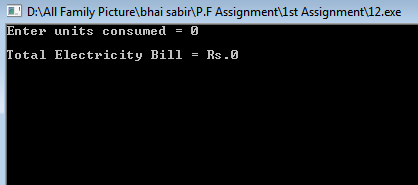 D:\All Family Picture\bhai sabir\P.F Assignment\1st Assignment\12.exe
Enter units consumed = 0
Total Electricity Bill = Rs.0